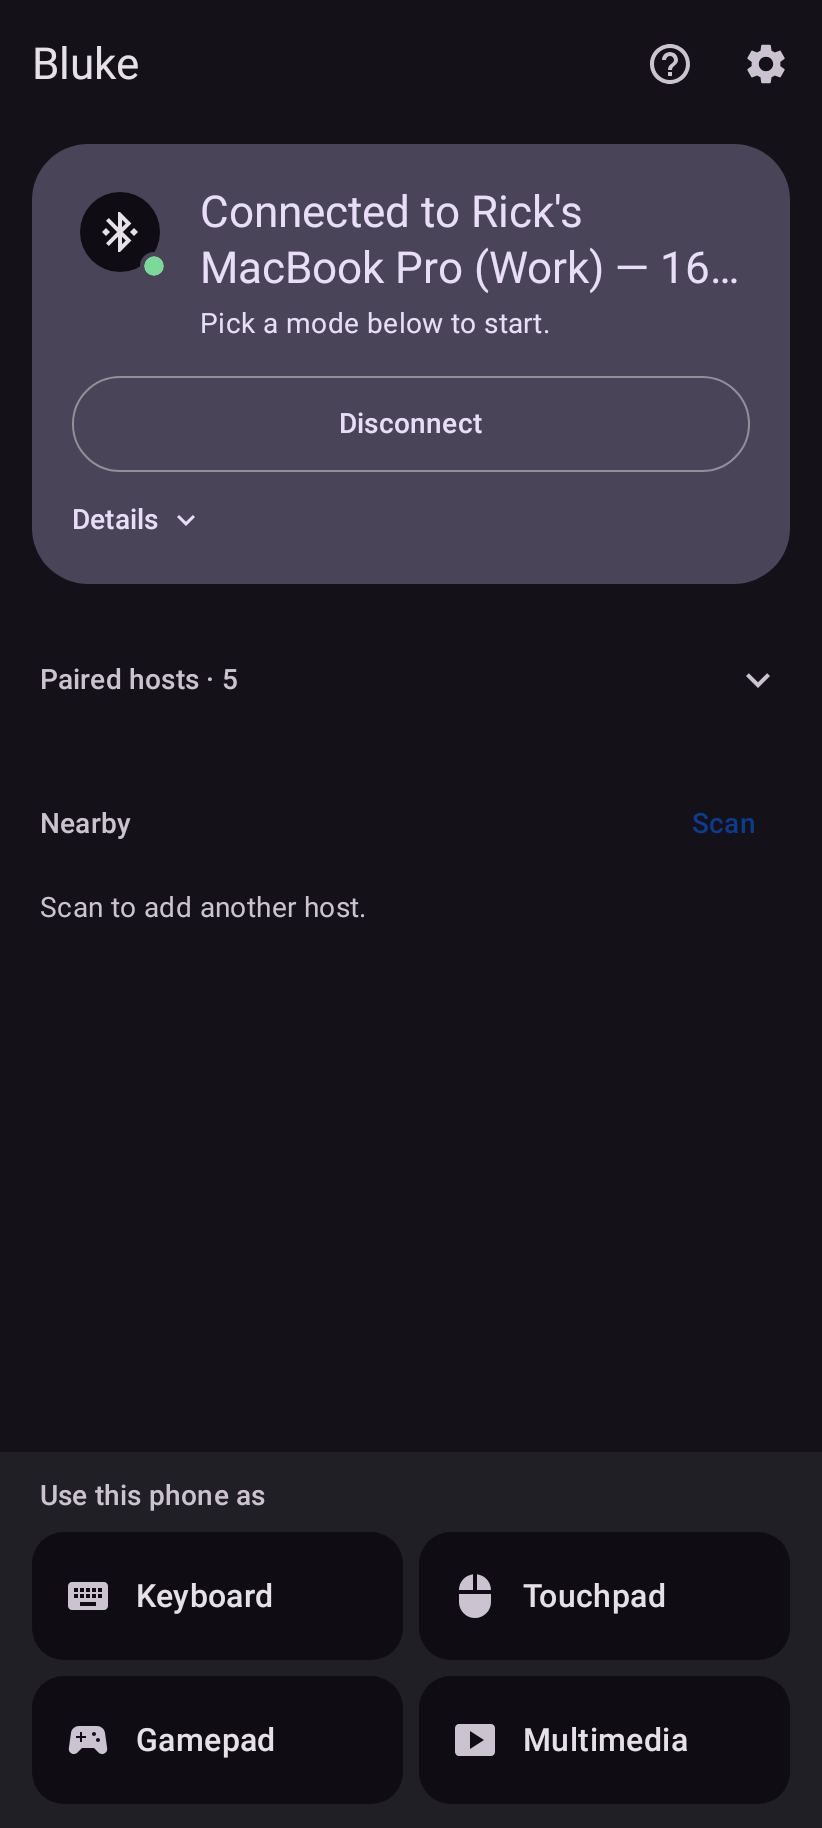 Bluke
Connected to Rick's
MacBook Pro (Work) — 16…
Pick a mode below to start.
Disconnect
Details
Paired hosts · 5
Nearby
Scan
Scan to add another host.
Use this phone as
Keyboard
Touchpad
Gamepad
Multimedia